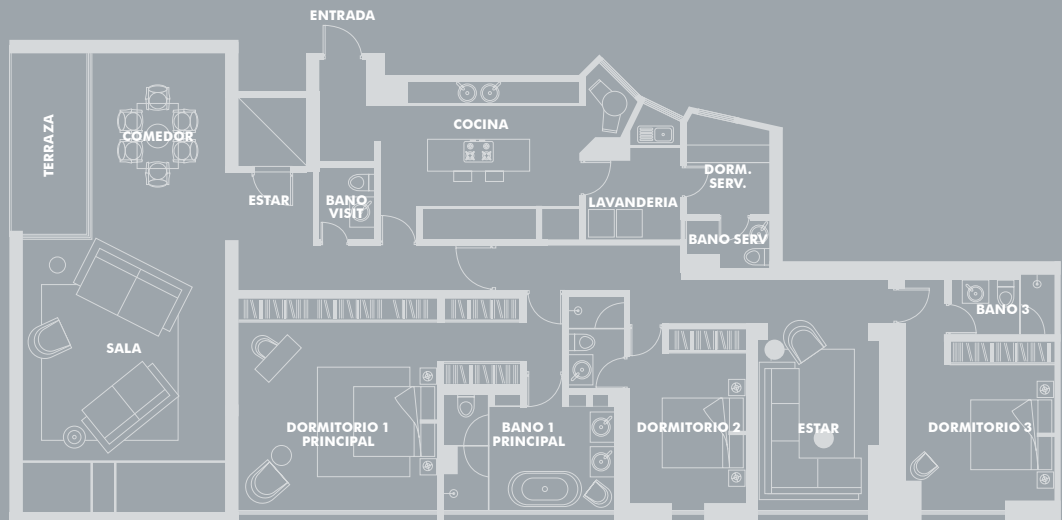 ENTRADA
TERRAZA
COMEDOR
COCINA
ESTAR
BANO
VISIT
LAVANDERIA
DORM.
SERV.
BANO SERV
SALA
BANO 3
DORMITORIO 1
PRINCIPAL
BANO 1
PRINCIPAL
DORMITORIO 2
ESTAR
DORMITORIO 3